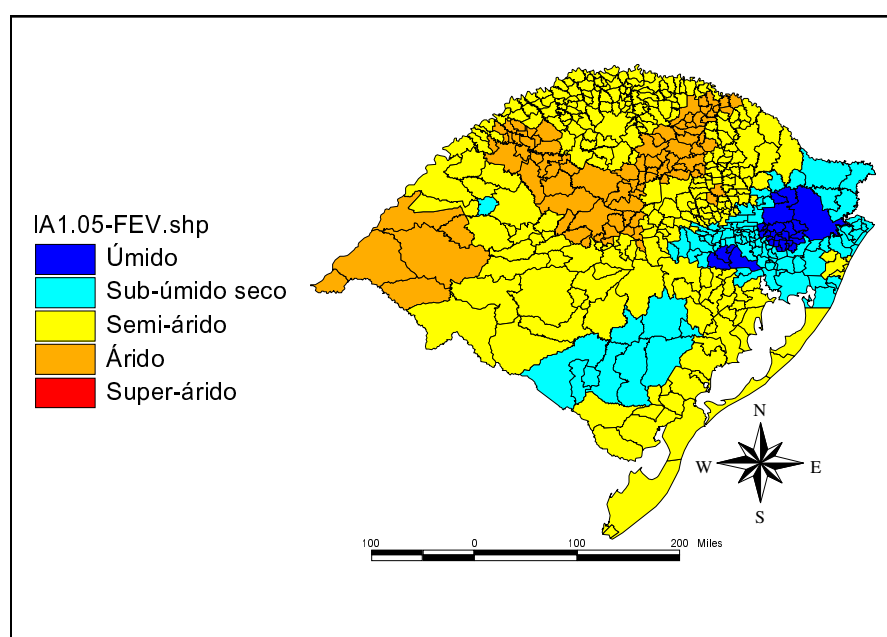 IA1.05-FEV.shp
Úmido
Sub-úmido seco
Semi-árido
Árido
Super-árido
N
W E
S
100 0 100 200 Miles